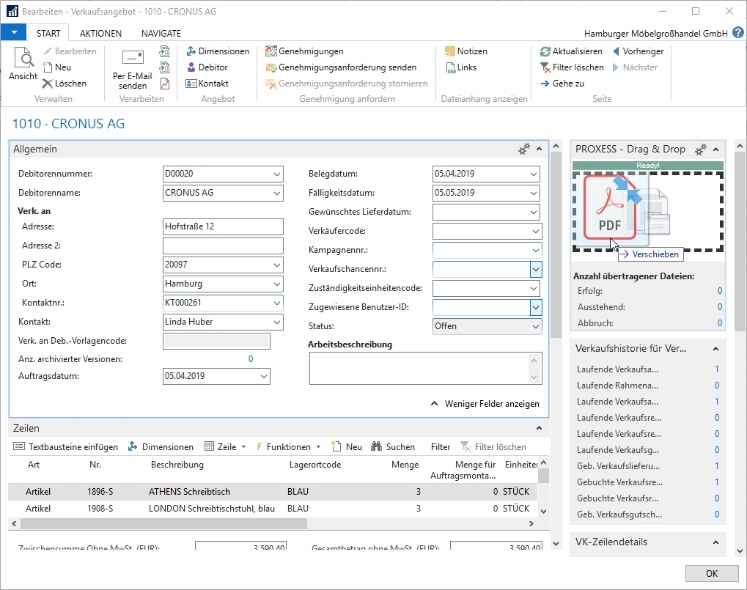 Bearbeiten - Verkaufsangebot - 1010 · CRONUS AG
START AKTIONEN NAVIGATE Hamburger Möbelgroßhandel GmbH
Ansicht
Bearbeiten
Neu
Löschen
Verwalten
Per E-Mail senden
Verarbeiten
Dimensionen
Debitor
Kontakt
Angebot
Genehmigungen
Genehmigungsanforderung senden
Genehmigungsanforderung stornieren
Genehmigung anfordern
Notizen
Links
Dateianhang anzeigen
Aktualisieren
Filter löschen
Gehe zu
Vorheriger
Nächster
Seite
1010 · CRONUS AG
Allgemein
Debitorennummer: D00020
Debitorenname: CRONUS AG
Verk. an
Adresse: Hofstraße 12
Adresse 2:
PLZ Code: 20097
Ort: Hamburg
Kontaktnr.: KT000261
Kontakt: Linda Huber
Verk. an Deb.-Vorlagencode:
Anz. archivierter Versionen: 0
Auftragsdatum: 05.04.2019
Belegdatum: 05.04.2019
Fälligkeitsdatum: 05.05.2019
Gewünschtes Lieferdatum:
Verkäufercode:
Kampagnennr.:
Verkaufschancennr.:
Zuständigkeitseinheitencode:
Zugewiesene Benutzer-ID:
Status: Offen
Arbeitsbeschreibung
Weniger Felder anzeigen
Zeilen
Textbausteine einfügen Dimensionen Zeile Funktionen Neu Suchen Filter Filter löschen
Art Nr. Beschreibung Lagerortcode Menge Menge für Auftragsmonta... Einheite
Artikel 1896-S ATHENS Schreibtisch BLAU 3 0 STÜCK
Artikel 1908-S LONDON Schreibtischstuhl, blau BLAU 3 0 STÜCK
Zwischensumme Ohne MwSt. (EUR): 3.590,40 Gesamtbetrag ohne MwSt. (EUR): 3.590,40
PROXESS - Drag & Drop
Ready!
PDF
Verschieben
Anzahl übertragener Dateien:
Erfolg: 0
Ausstehend: 0
Abbruch: 0
Verkaufshistorie für Ver...
Laufende Verkaufsa... 1
Laufende Rahmena... 0
Laufende Verkaufsa... 1
Laufende Verkaufsre... 0
Laufende Verkaufsre... 0
Laufende Verkaufsg... 0
Geb. Verkaufslieferu... 1
Gebuchte Verkaufsre... 1
Gebuchte Verkaufsr... 0
Geb. Verkaufsgutsch... 0
VK-Zeilendetails
OK